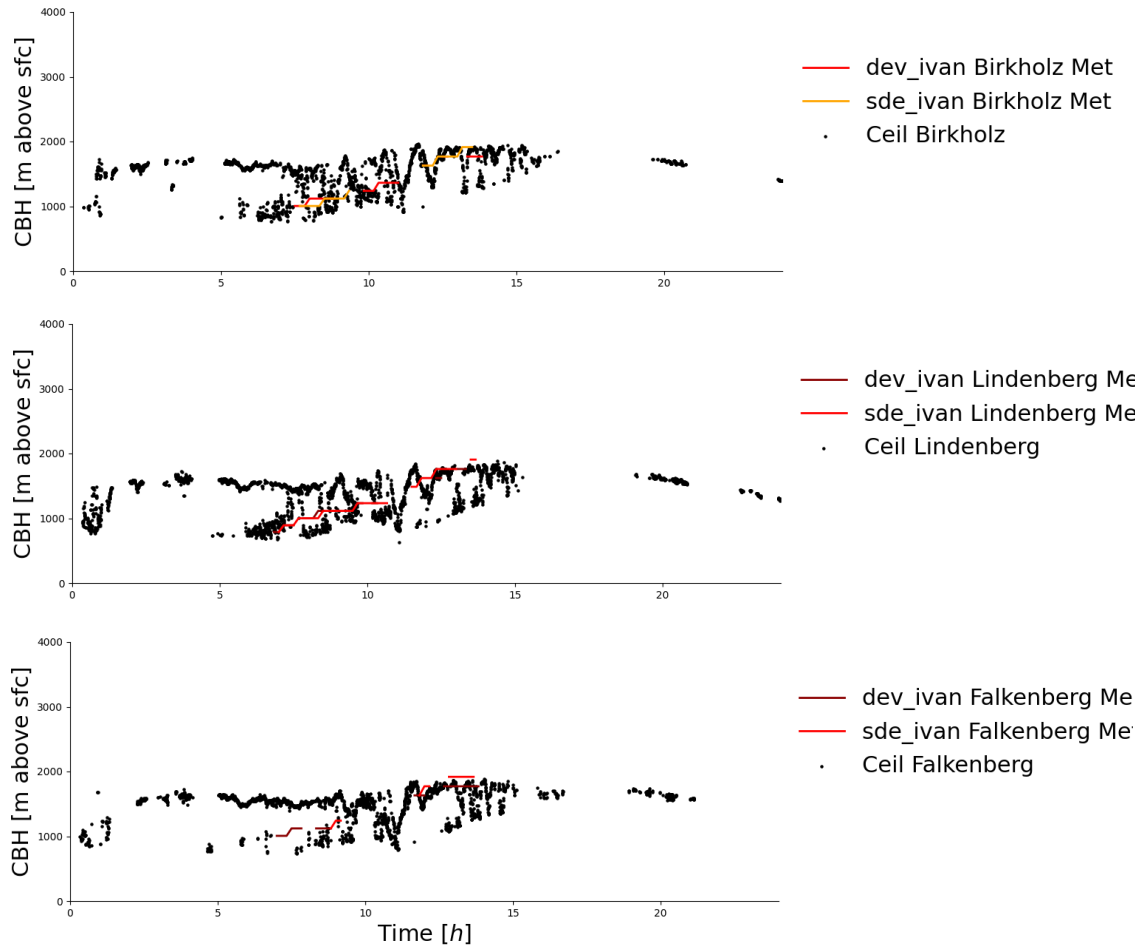 4000
3000
2000
1000
0
0
5
10
15
20
CBH [m above sfc]
dev_ivan Birkholz Met
sde_ivan Birkholz Met
Ceil Birkholz
4000
3000
2000
1000
0
0
5
10
15
20
CBH [m above sfc]
dev_ivan Lindenberg Me
sde_ivan Lindenberg Me
Ceil Lindenberg
4000
3000
2000
1000
0
0
5
10
15
20
CBH [m above sfc]
Time [h]
dev_ivan Falkenberg Me
sde_ivan Falkenberg Met
Ceil Falkenberg